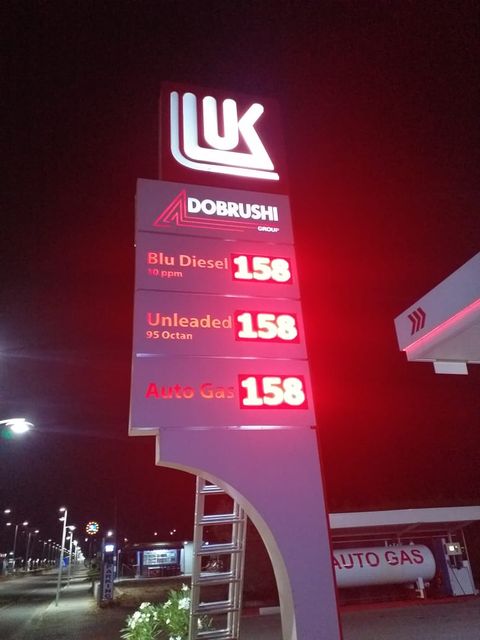 LUK
DOBRUSHI
GROUP
Blu Diesel 158
10 ppm
Unleaded 158
95 Octan
Auto Gas 158
AUTO GAS